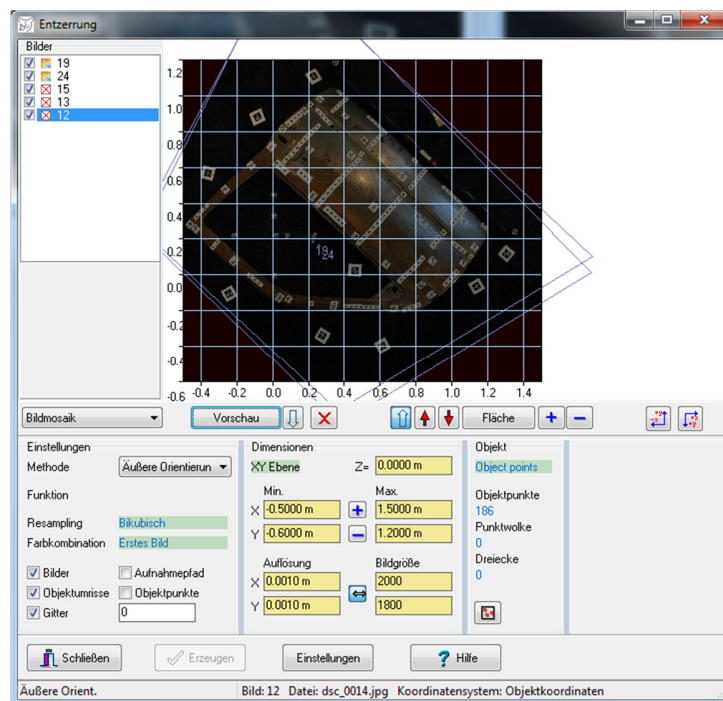 Entzerrung
Bilder
19
24
15
13
12
1.2
1.0
0.8
0.6
0.4
0.2
0.0
-0.2
-0.4
-0.6 -0.4 -0.2 0.0 0.2 0.4 0.6 0.8 1.0 1.2 1.4
19
24
Bildmosaik Vorschau Fläche
Einstellungen Dimensionen Objekt
Methode Äußere Orientierun XY Ebene Z= 0.0000 m Object points
Funktion Min. Max. Objektpunkte
X -0.5000 m 1.5000 m 186
Resampling Bikubisch Y -0.6000 m 1.2000 m Punktwolke
Farbkombination Erstes Bild 0
Auflösung Bildgröße Dreiecke
Bilder Aufnahmepfad X 0.0010 m 2000 0
Objektumrisse Objektpunkte Y 0.0010 m 1800
Gitter 0
Schließen Erzeugen Einstellungen Hilfe
Äußere Orient. Bild: 12 Datei: dsc_0014.jpg Koordinatensystem: Objektkoordinaten